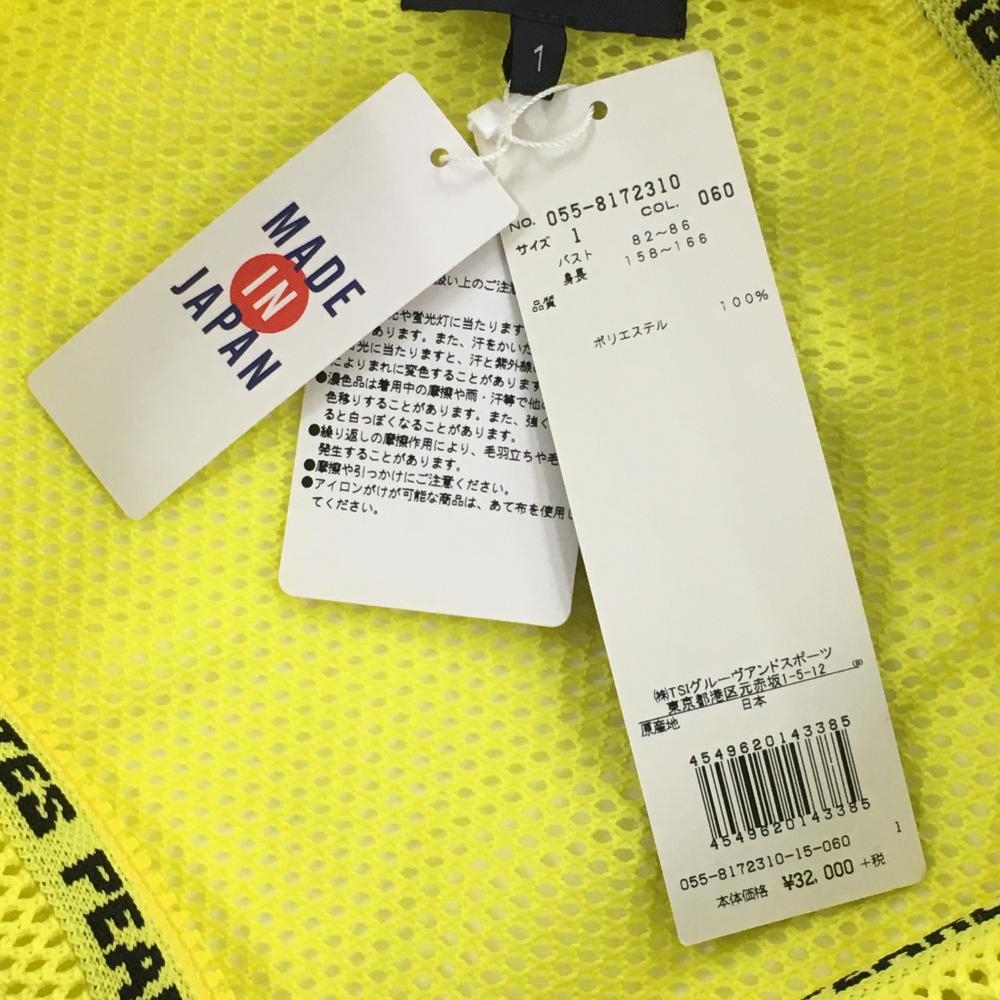 1
MADE
IN
JAPAN
扱い上のご注意
や蛍光灯に当たります
あります。また、汗をかいた
光に当たりますと、汗と紫外線
によりまれに変色することがあります
●濃色品は着用中の摩擦や雨・汗等で他
色移りすることがあります。また、強く
ると白っぽくなることがあります。
●繰り返しの摩擦作用により、毛羽立ちや毛
発生することがあります。
●摩擦や引っかけにご注意ください。
●アイロンがけが可能な商品は、あて布を使用し
てください。
NO. 055-8172310
COL. 060
サイズ 1
バスト 82~86
身長 158~166
品質
ポリエステル 100%
㈱TSIグルーヴアンドスポーツ
東京都港区元赤坂1-5-12
原産地 日本
4549620143385
4549620143385
055-8172310-15-060 1
本体価格 ¥32,000 +税
TES PEA